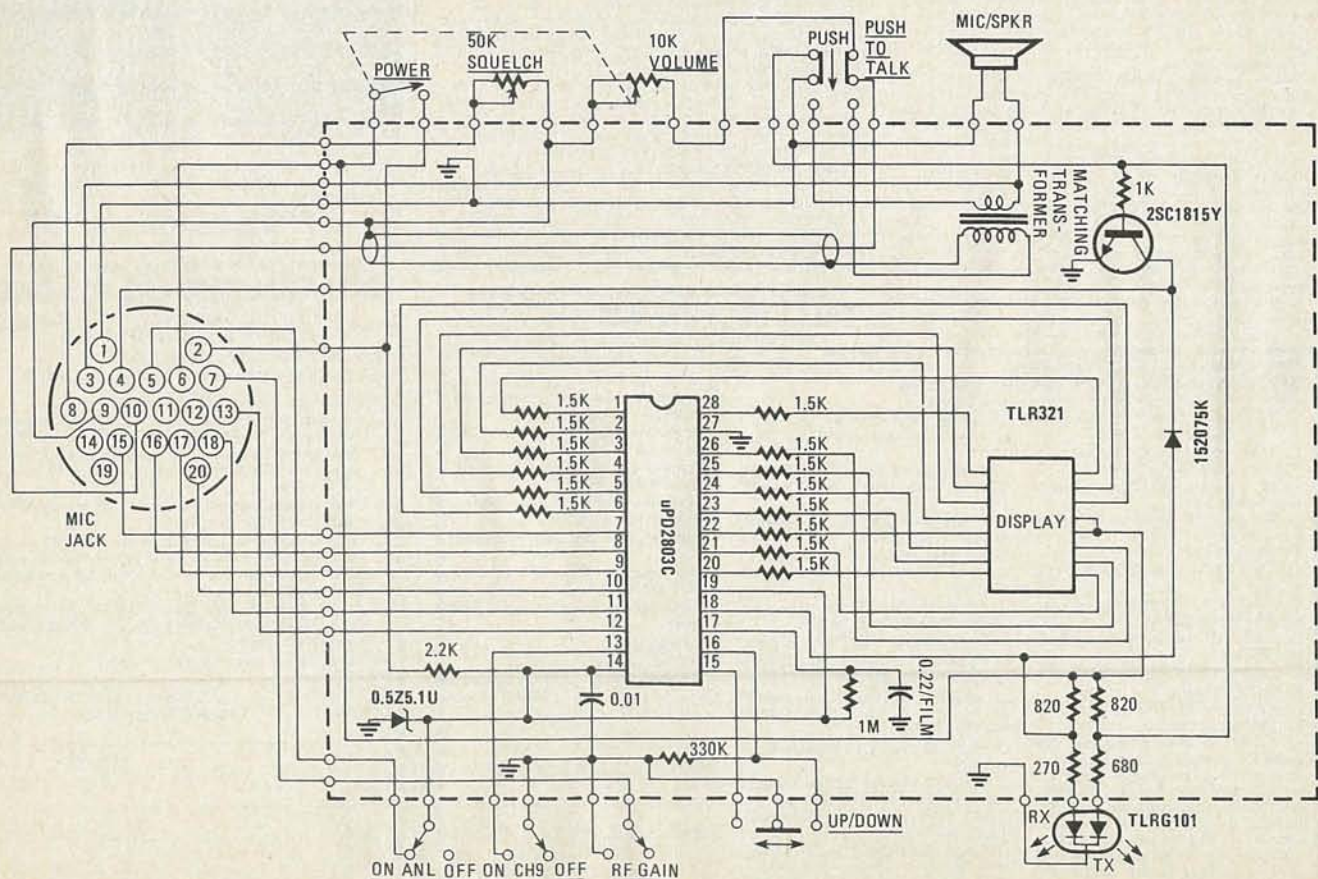 MIC/SPKR
PUSH
PUSH
TO
TALK
50K
SQUELCH
10K
VOLUME
POWER
MATCHING
TRANS-
FORMER
1K
2SC1815Y
1
2
3
4
5
6
7
8
9
10
11
12
13
14
15
16
17
18
19
20
MIC
JACK
1.5K
1.5K
1.5K
1.5K
1.5K
1.5K
1
2
3
4
5
6
7
8
9
10
11
12
13
14
µPD2803C
28
27
26
25
24
23
22
21
20
19
18
17
16
15
1.5K
1.5K
1.5K
1.5K
1.5K
1.5K
1.5K
1.5K
TLR321
DISPLAY
152075K
2.2K
0.5Z5.1U
0.01
1M
0.22/FILM
330K
820
820
270
680
UP/DOWN
RX
TX
TLRG101
ON ANL OFF
ON CH9 OFF
RF GAIN